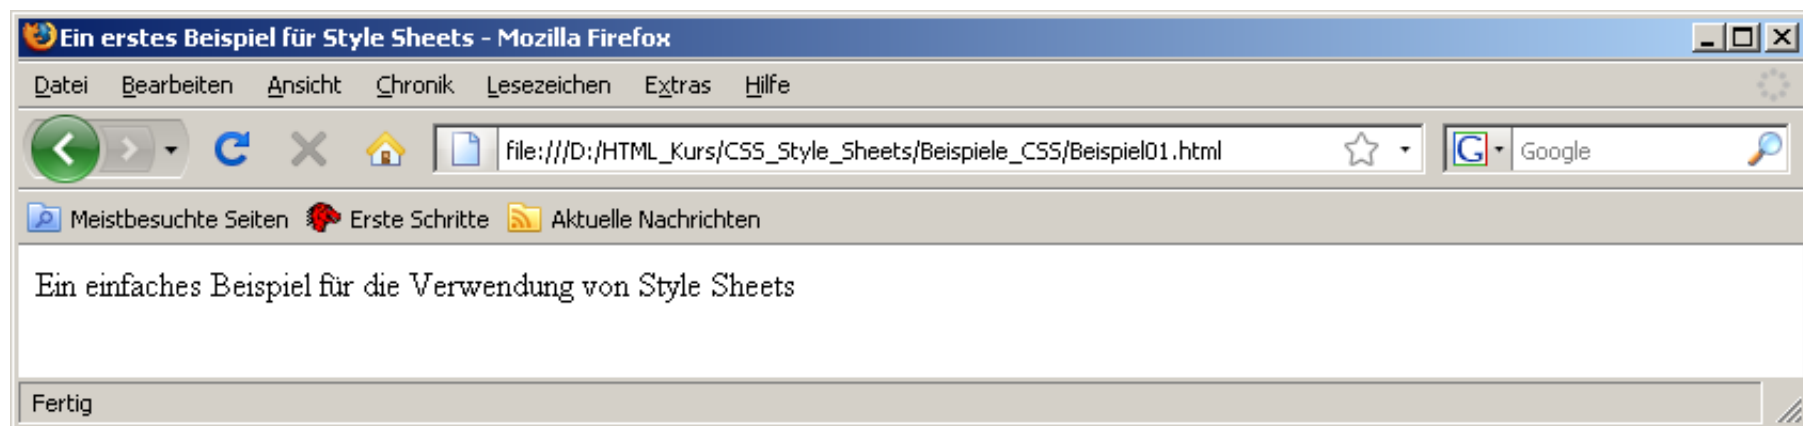 Ein erstes Beispiel für Style Sheets - Mozilla Firefox
Datei Bearbeiten Ansicht Chronik Lesezeichen Extras Hilfe
file:///D:/HTML_Kurs/CSS_Style_Sheets/Beispiele_CSS/Beispiel01.html G Google
Meistbesuchte Seiten Erste Schritte Aktuelle Nachrichten
Ein einfaches Beispiel für die Verwendung von Style Sheets
Fertig